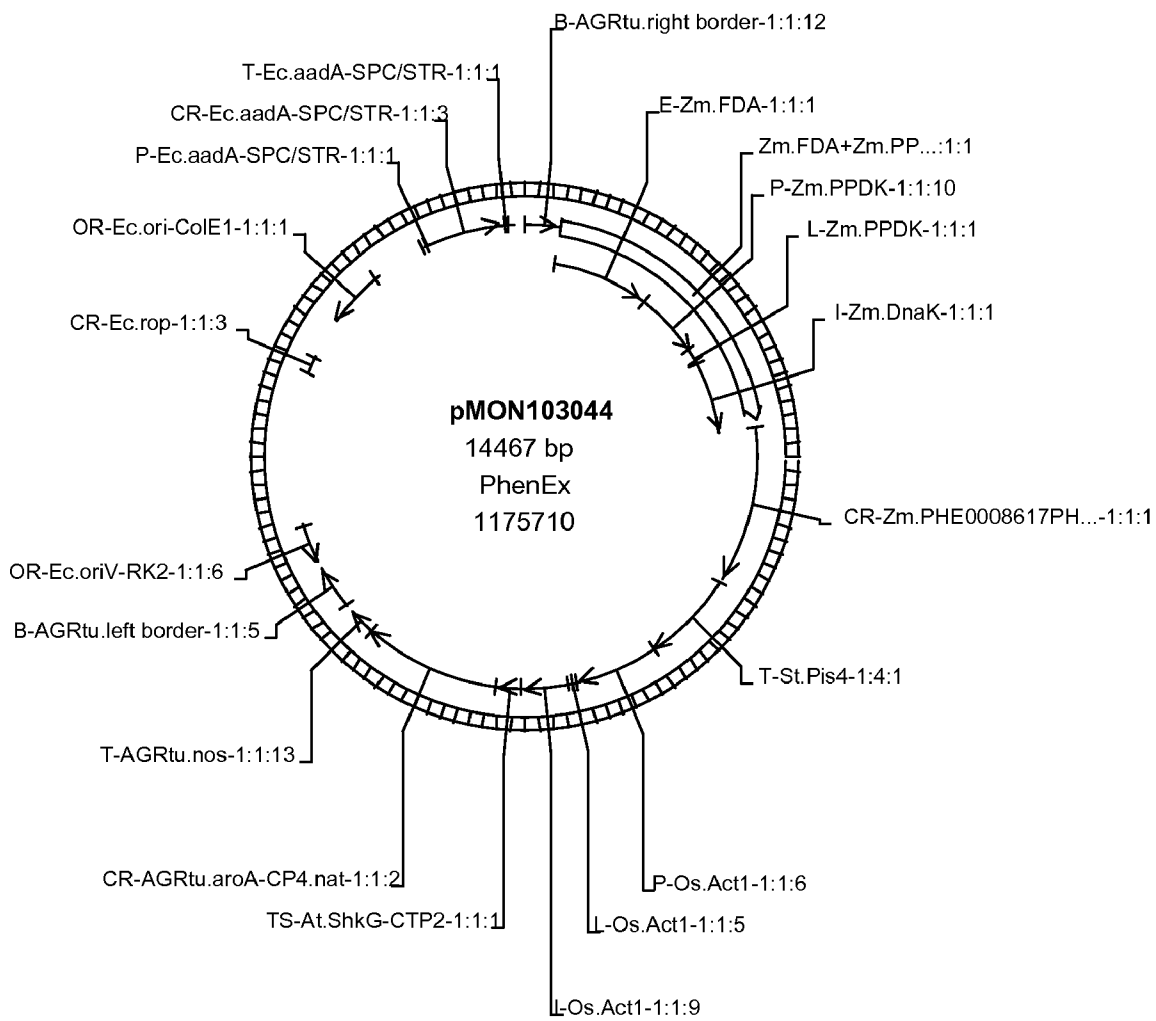 B-AGRtu.right border-1:1:12
T-Ec.aadA-SPC/STR-1:1:1
E-Zm.FDA-1:1:1
CR-Ec.aadA-SPC/STR-1:1:3
Zm.FDA+Zm.PP...:1:1
P-Ec.aadA-SPC/STR-1:1:1
P-Zm.PPDK-1:1:10
OR-Ec.ori-ColE1-1:1:1
L-Zm.PPDK-1:1:1
I-Zm.DnaK-1:1:1
CR-Ec.rop-1:1:3
pMON103044
14467 bp
PhenEx
1175710
CR-Zm.PHE0008617PH...-1:1:1
OR-Ec.oriV-RK2-1:1:6
B-AGRtu.left border-1:1:5
T-St.Pis4-1:4:1
T-AGRtu.nos-1:1:13
CR-AGRtu.aroA-CP4.nat-1:1:2
P-Os.Act1-1:1:6
TS-At.ShkG-CTP2-1:1:1
L-Os.Act1-1:1:5
I-Os.Act1-1:1:9